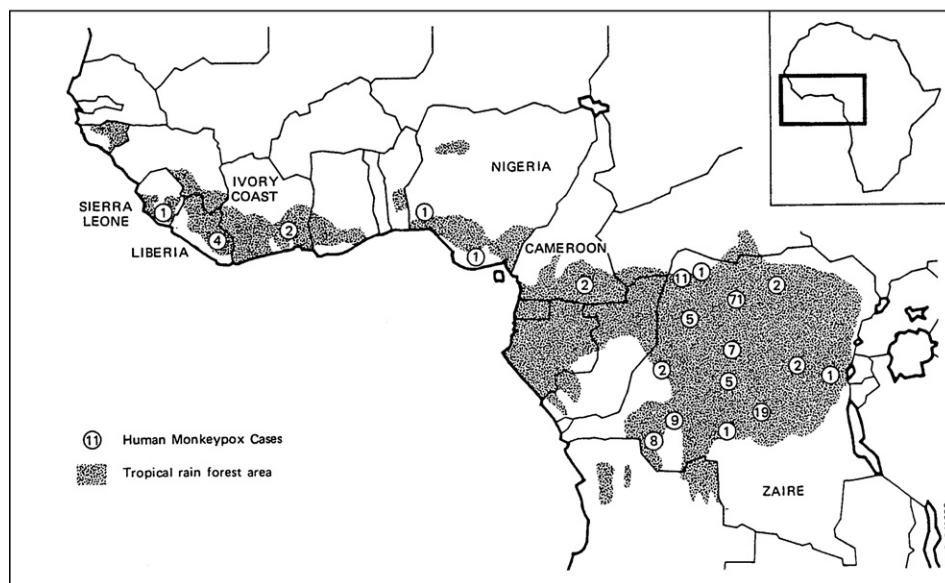 NIGERIA
IVORY
COAST
SIERRA
LEONE
1
4
LIBERIA
2
1
1
CAMEROON
2
11
1
71
2
5
7
2
5
2
1
9
8
19
1
ZAIRE
11 Human Monkeypox Cases
Tropical rain forest area